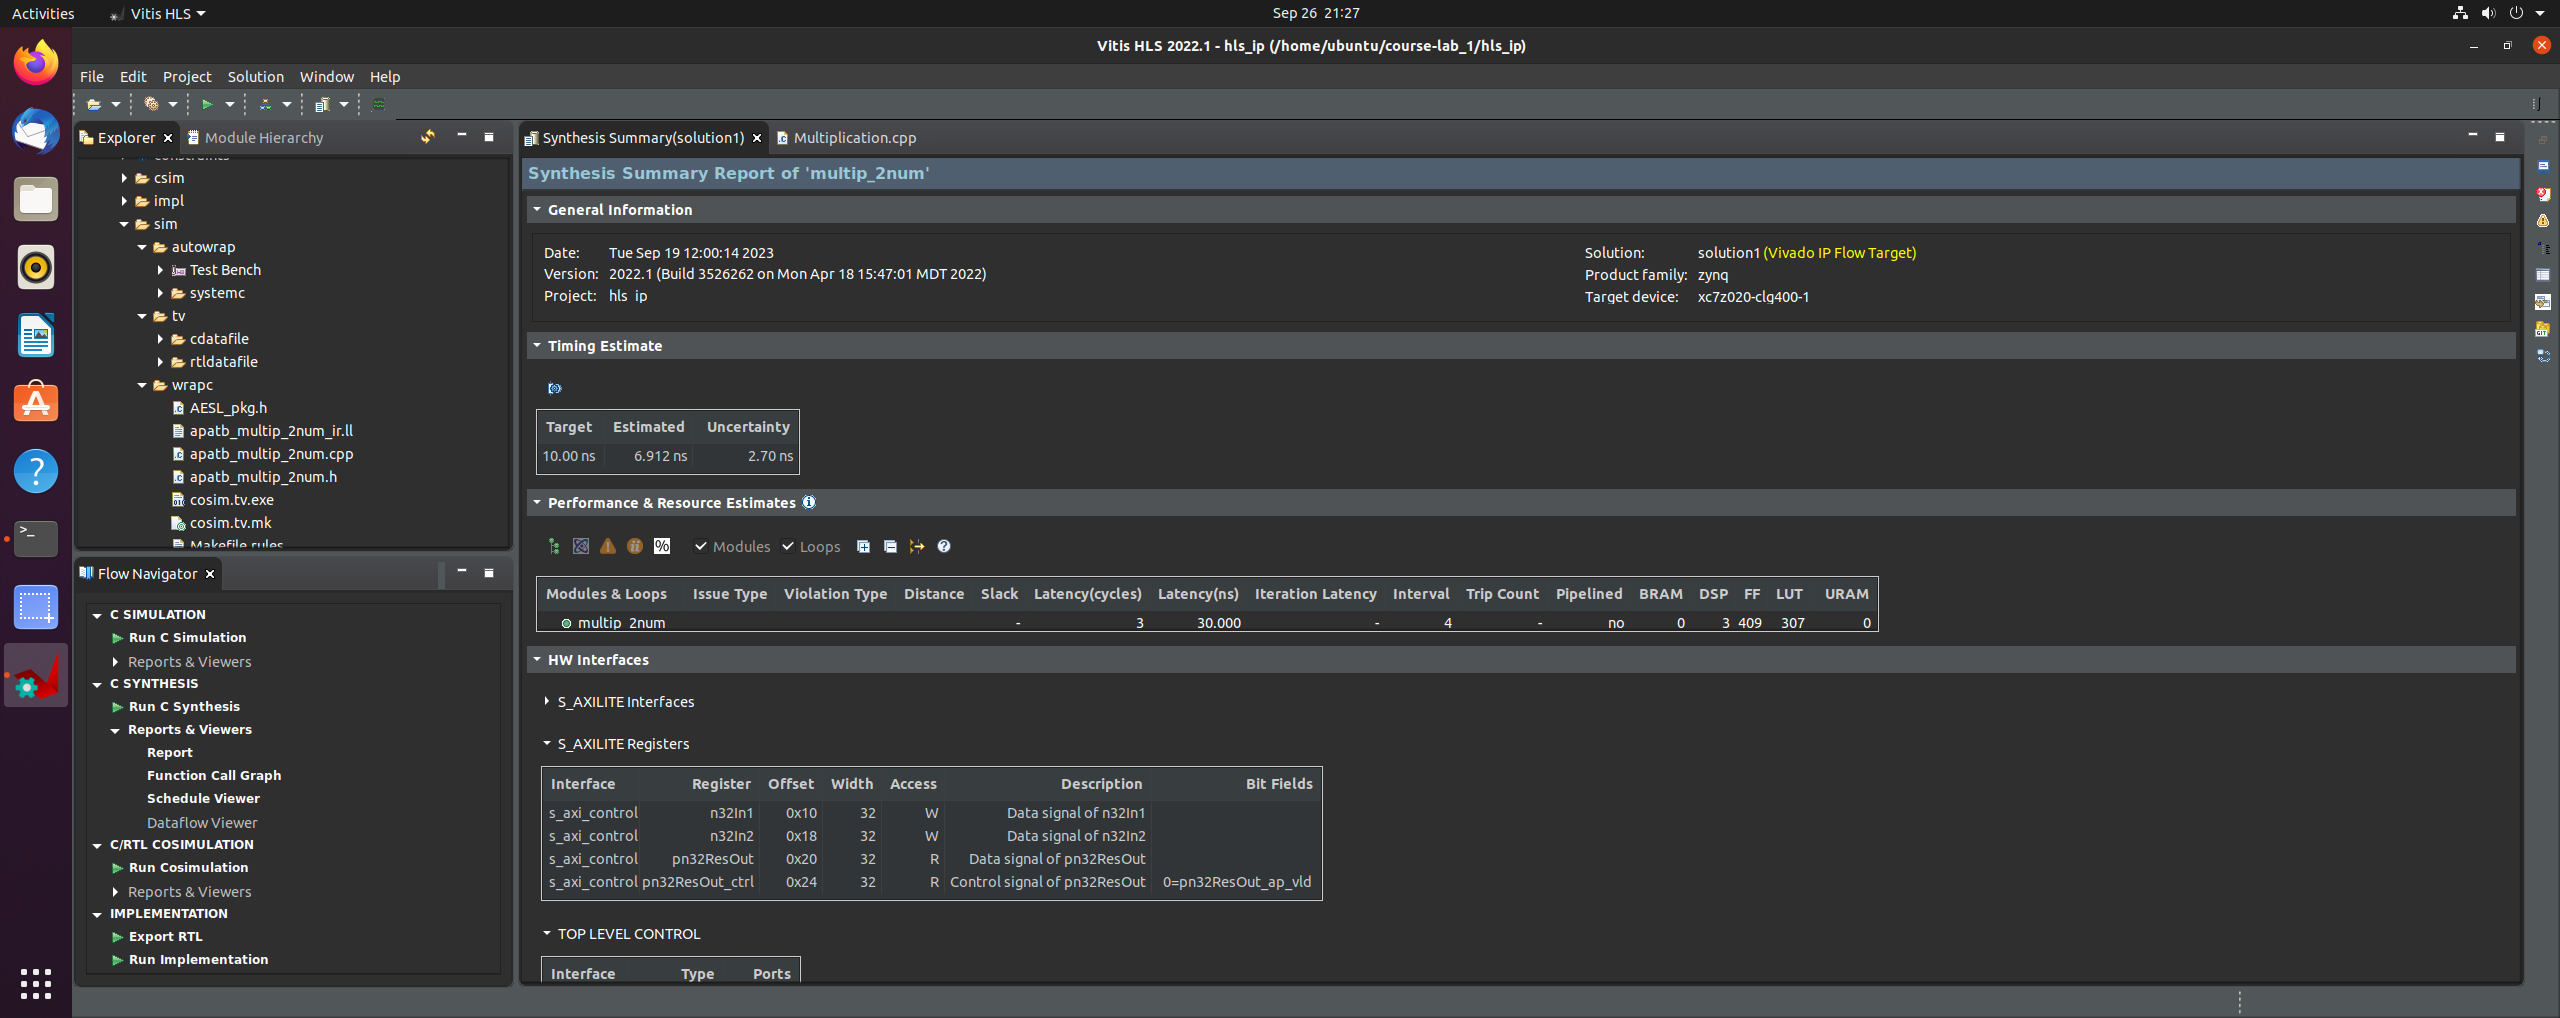 Activities Vitis HLS Sep 26 21:27
Vitis HLS 2022.1 - hls_ip (/home/ubuntu/course-lab_1/hls_ip)
File Edit Project Solution Window Help
Explorer Module Hierarchy
constraints
csim
impl
sim
autowrap
Test Bench
systemc
tv
cdatafile
rtldatafile
wrapc
AESL_pkg.h
apatb_multip_2num_ir.ll
apatb_multip_2num.cpp
apatb_multip_2num.h
cosim.tv.exe
cosim.tv.mk
Makefile.rules
Flow Navigator
C SIMULATION
Run C Simulation
Reports & Viewers
C SYNTHESIS
Run C Synthesis
Reports & Viewers
Report
Function Call Graph
Schedule Viewer
Dataflow Viewer
C/RTL COSIMULATION
Run Cosimulation
Reports & Viewers
IMPLEMENTATION
Export RTL
Run Implementation
Synthesis Summary(solution1) Multiplication.cpp
Synthesis Summary Report of 'multip_2num'
General Information
Date: Tue Sep 19 12:00:14 2023
Version: 2022.1 (Build 3526262 on Mon Apr 18 15:47:01 MDT 2022)
Project: hls_ip
Solution: solution1 (Vivado IP Flow Target)
Product family: zynq
Target device: xc7z020-clg400-1
Timing Estimate
Target Estimated Uncertainty
10.00 ns 6.912 ns 2.70 ns
Performance & Resource Estimates
% Modules Loops
Modules & Loops Issue Type Violation Type Distance Slack Latency(cycles) Latency(ns) Iteration Latency Interval Trip Count Pipelined BRAM DSP FF LUT URAM
multip_2num - 3 30.000 - 4 - no 0 3 409 307 0
HW Interfaces
S_AXILITE Interfaces
S_AXILITE Registers
Interface Register Offset Width Access Description Bit Fields
s_axi_control n32In1 0x10 32 W Data signal of n32In1
s_axi_control n32In2 0x18 32 W Data signal of n32In2
s_axi_control pn32ResOut 0x20 32 R Data signal of pn32ResOut
s_axi_control pn32ResOut_ctrl 0x24 32 R Control signal of pn32ResOut 0=pn32ResOut_ap_vld
TOP LEVEL CONTROL
Interface Type Ports